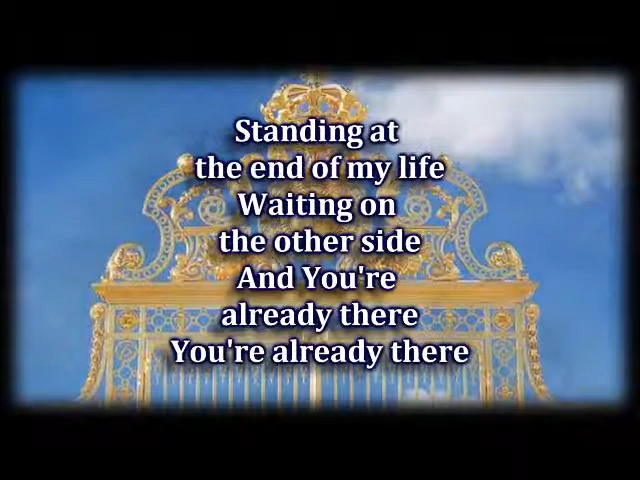 Standing at
the end of my life
Waiting on
the other side
And You're
already there
You're already there